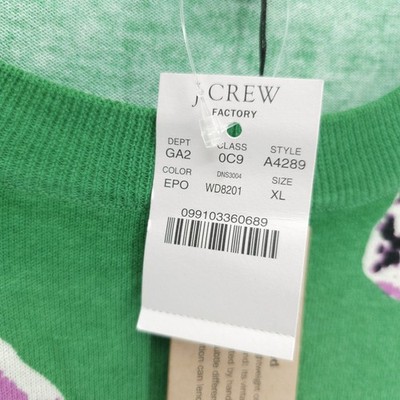 J.CREW
FACTORY
DEPT CLASS STYLE
GA2 0C9 A4289
COLOR DNS3004 SIZE
EPO WD8201 XL
099103360689